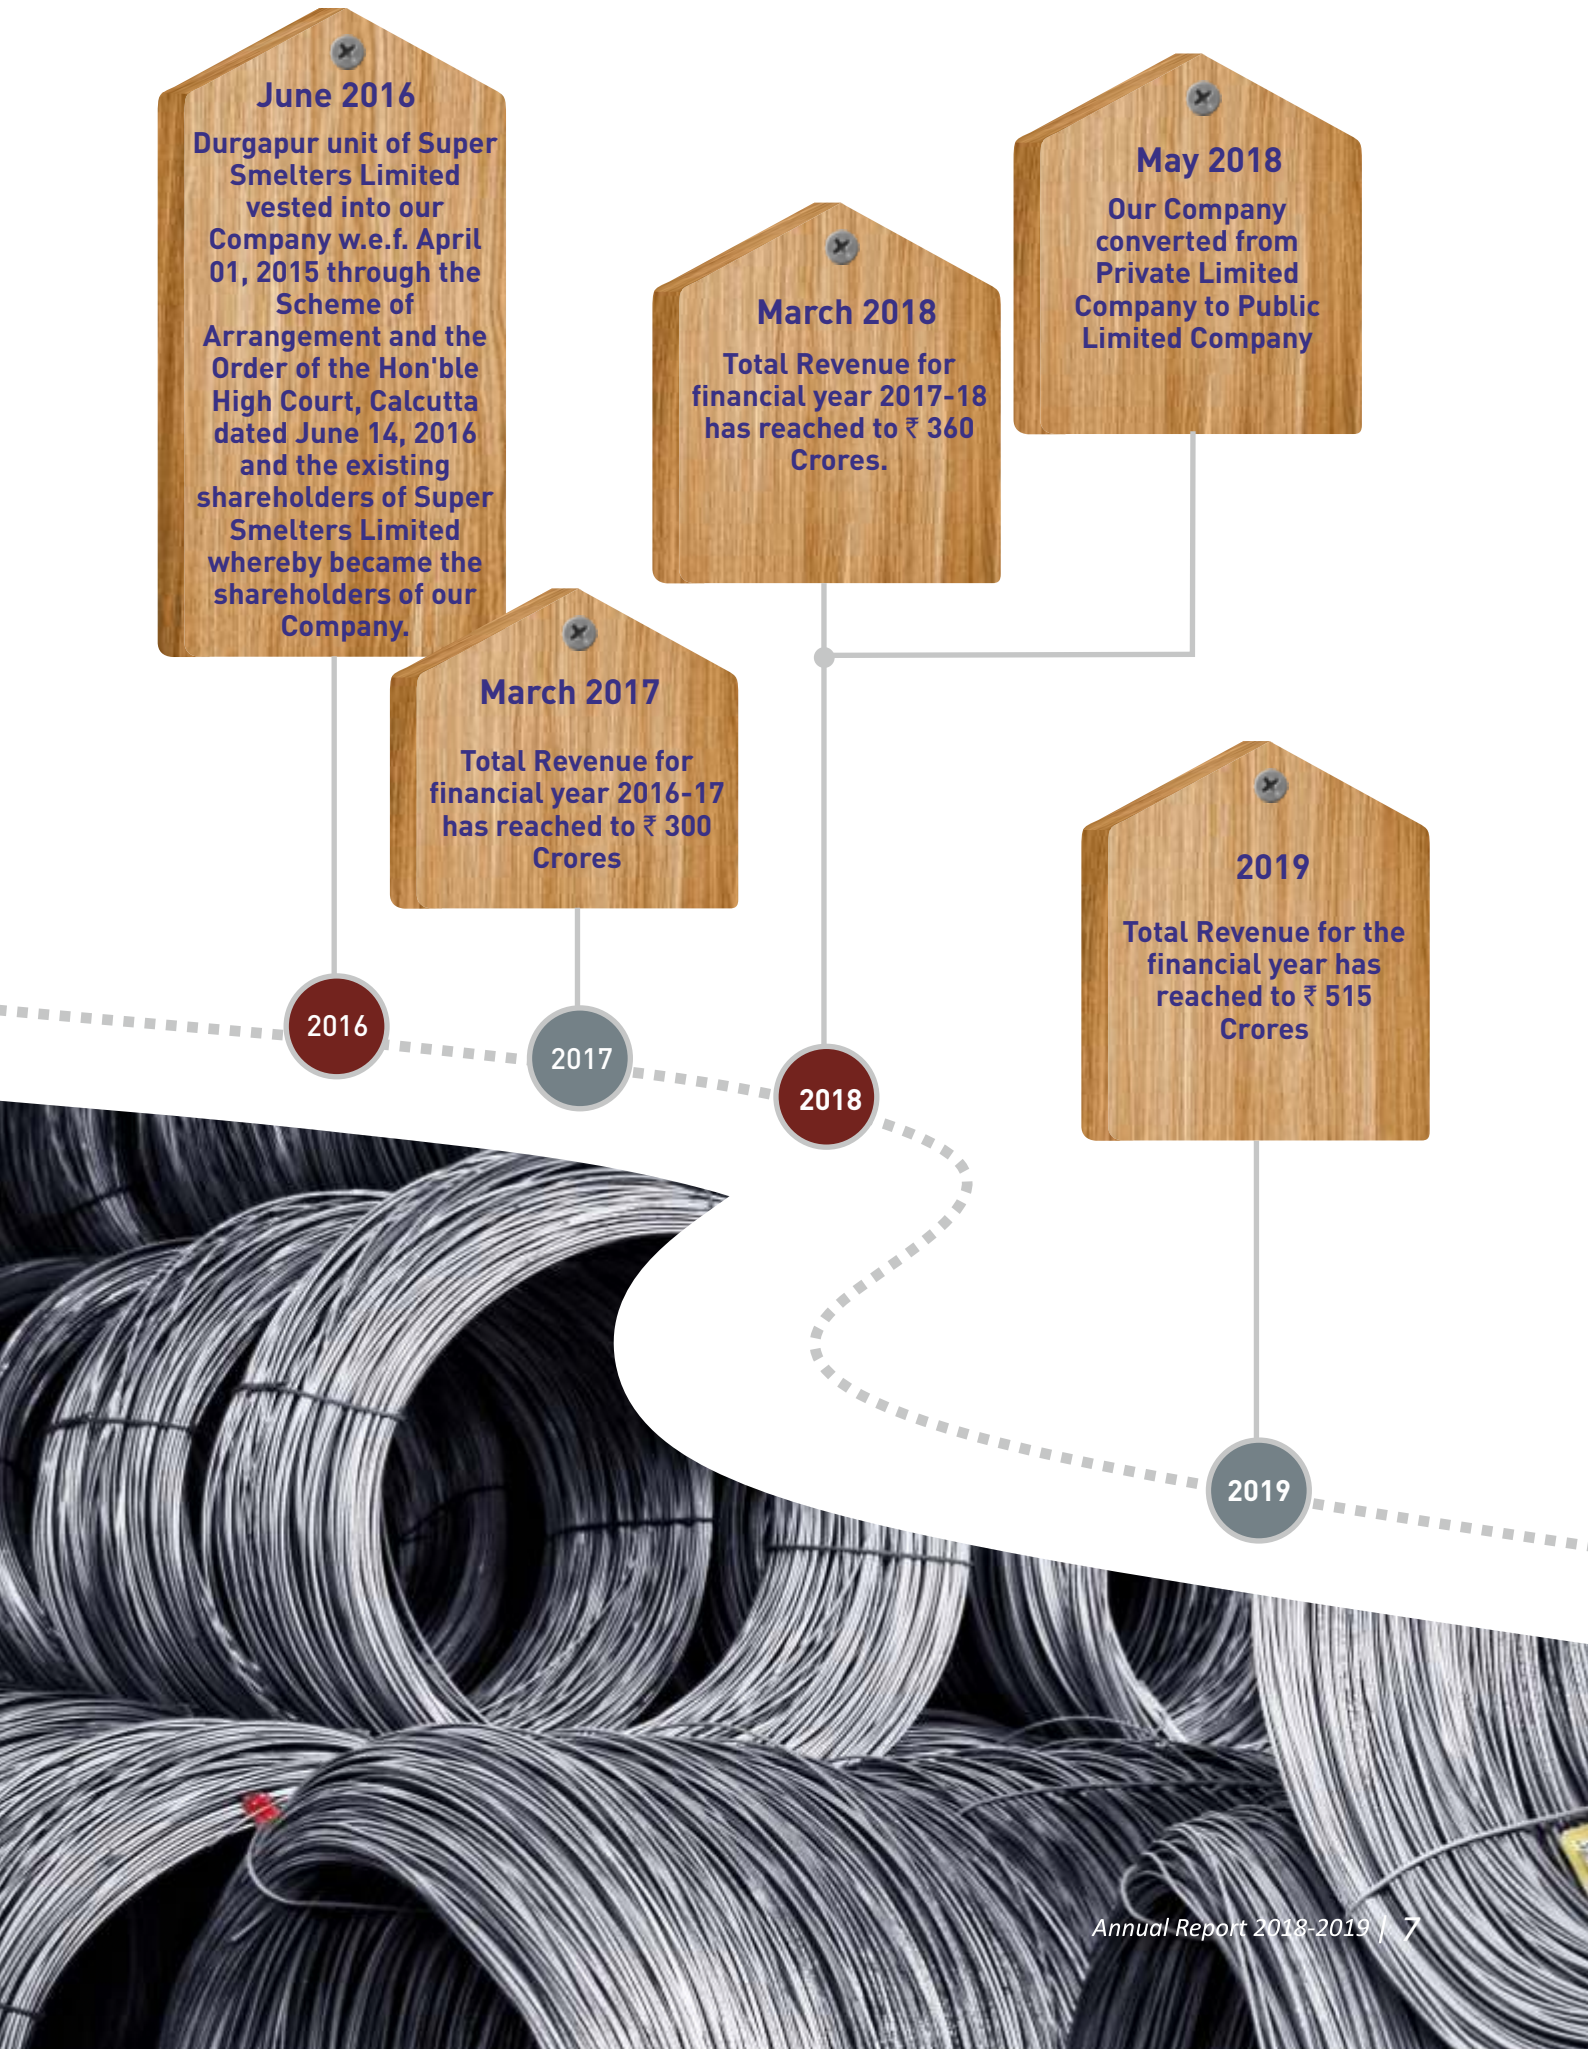 June 2016
Durgapur unit of Super
Smelters Limited
vested into our
Company w.e.f. April
01, 2015 through the
Scheme of
Arrangement and the
Order of the Hon'ble
High Court, Calcutta
dated June 14, 2016
and the existing
shareholders of Super
Smelters Limited
whereby became the
shareholders of our
Company.
March 2017
Total Revenue for
financial year 2016-17
has reached to ₹ 300
Crores
March 2018
Total Revenue for
financial year 2017-18
has reached to ₹ 360
Crores.
May 2018
Our Company
converted from
Private Limited
Company to Public
Limited Company
2019
Total Revenue for the
financial year has
reached to ₹ 515
Crores
2016
2017
2018
2019
Annual Report 2018-2019 | 7